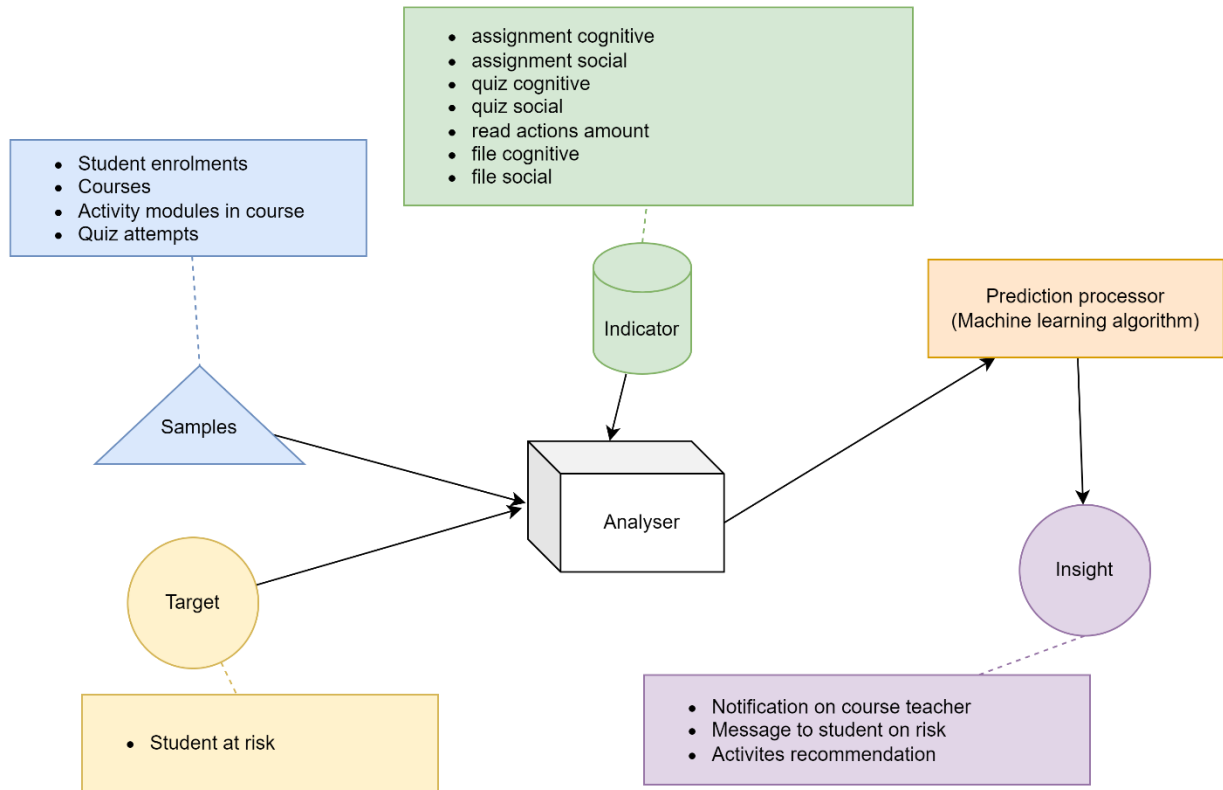 assignment cognitive
assignment social
quiz cognitive
quiz social
read actions amount
file cognitive
file social
Student enrolments
Courses
Activity modules in course
Quiz attempts
Indicator
Prediction processor
(Machine learning algorithm)
Samples
Analyser
Insight
Target
Student at risk
Notification on course teacher
Message to student on risk
Activites recommendation